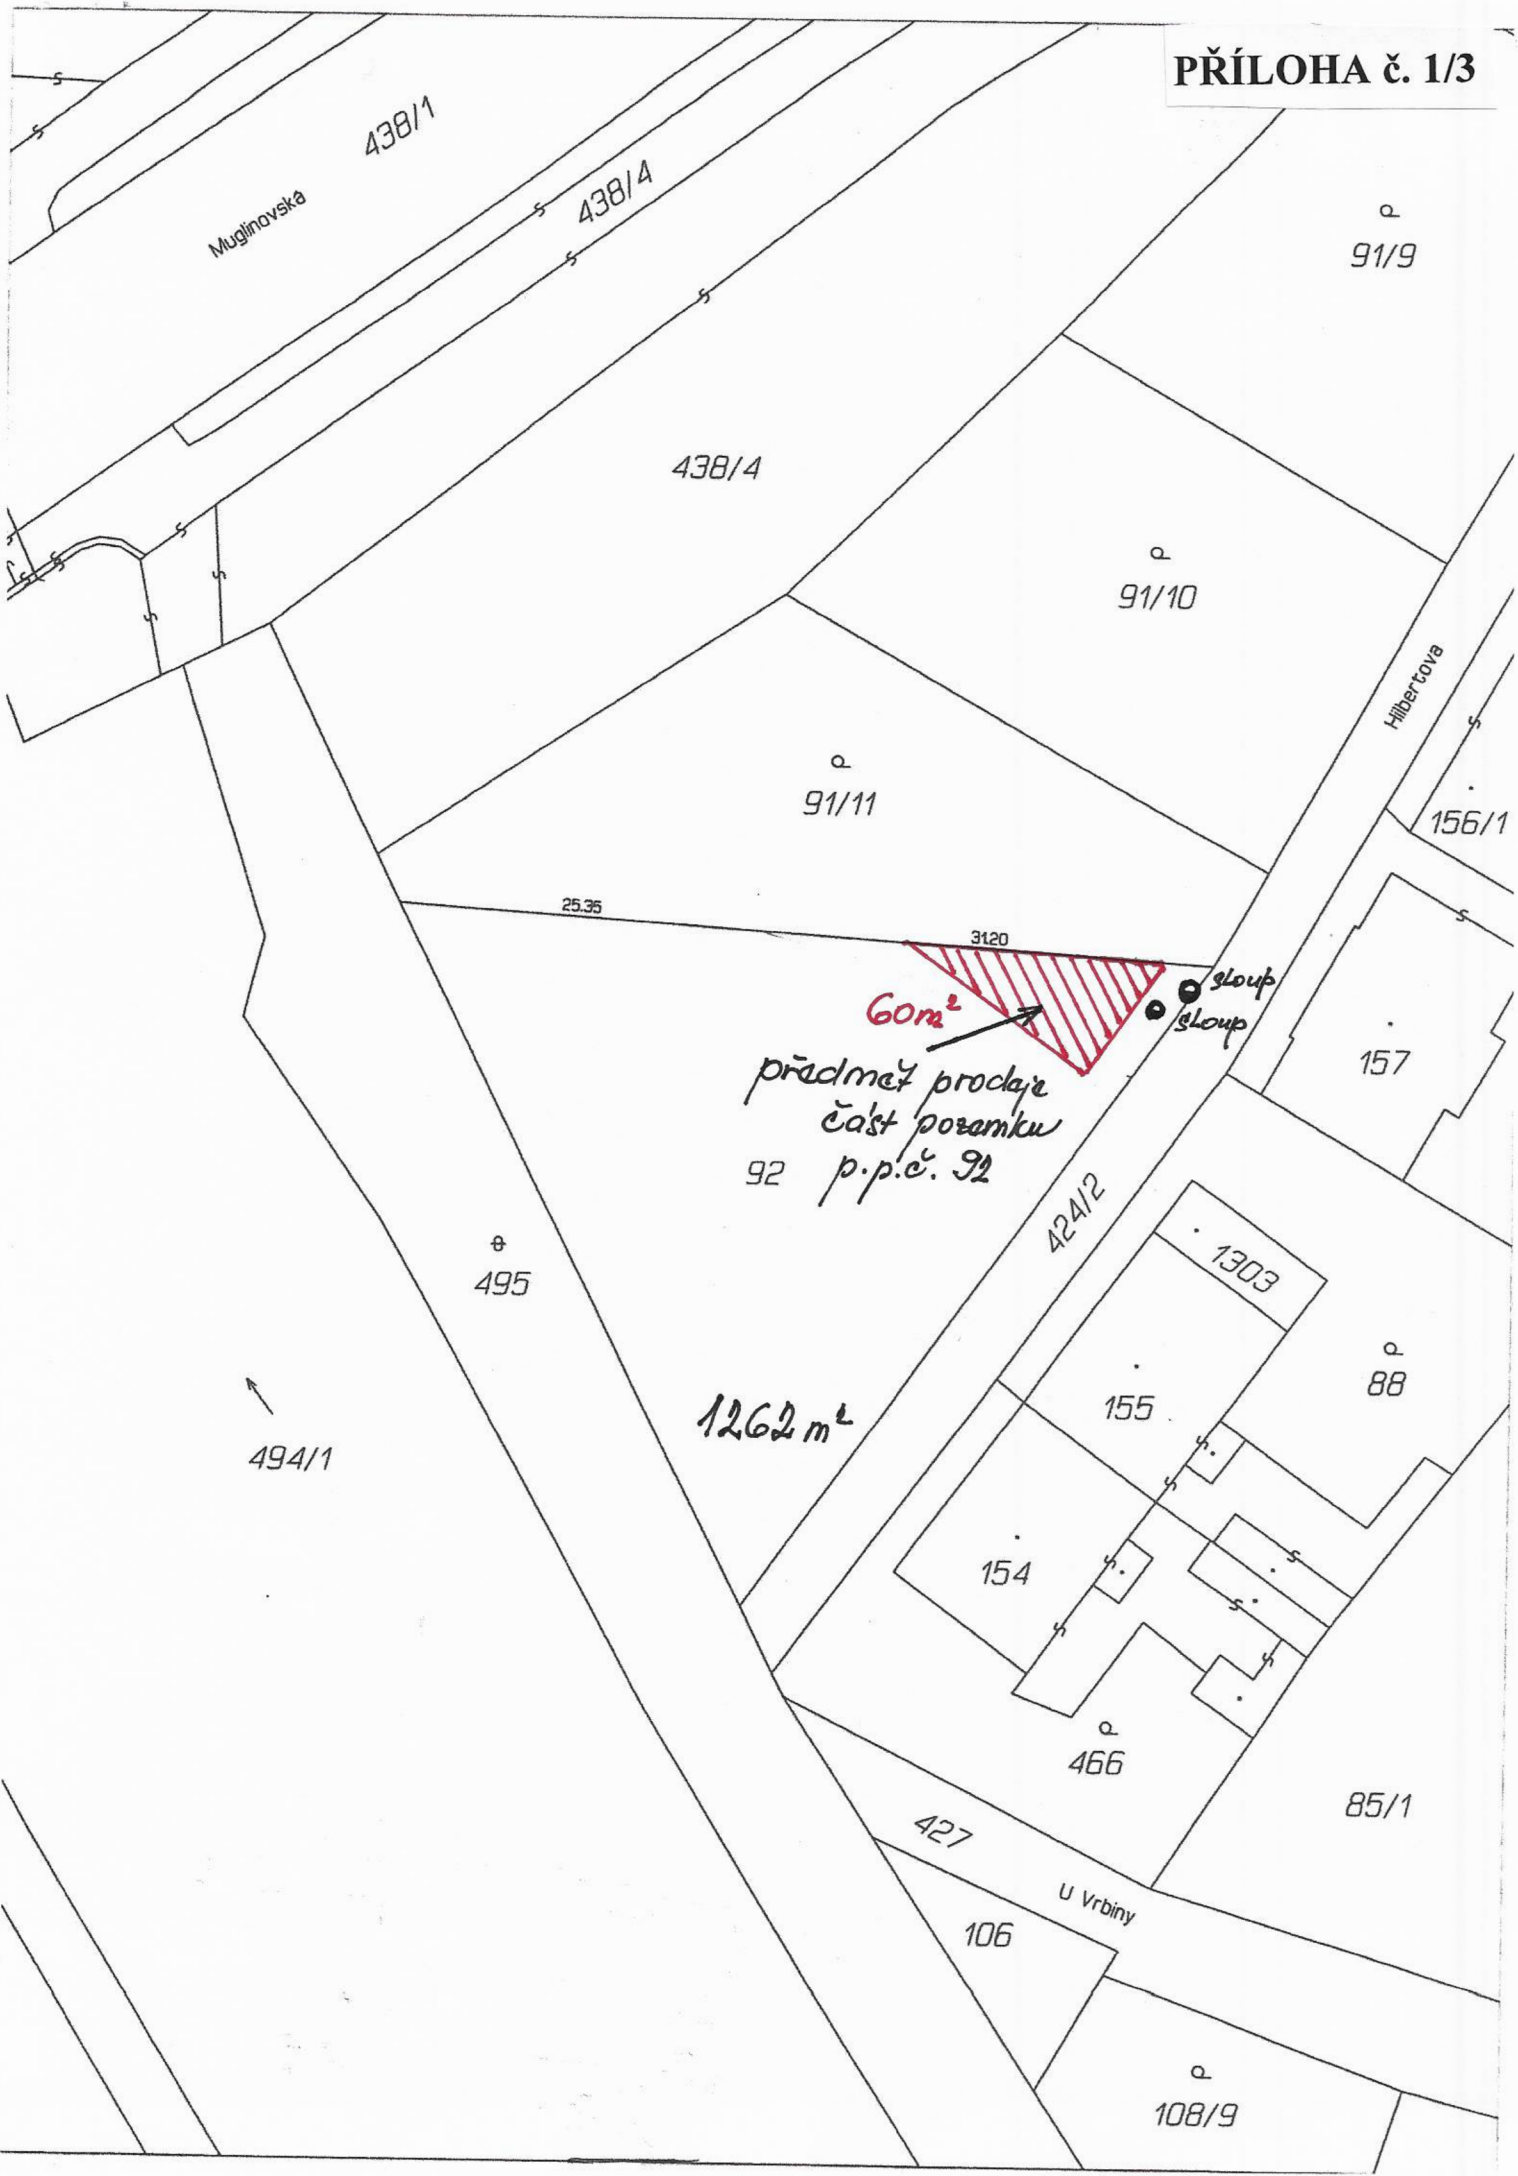 PŘÍLOHA č. 1/3
438/1
438/4
Muglinovská
91/9
438/4
91/10
Hilbertova
91/11
156/1
25.35
31.20
sloup
60m²
sloup
157
předmět prodeje
část pozemku
92
p.p.č. 92
424/2
1303
495
88
155
1262 m²
494/1
154
466
85/1
427
U Vrbiny
106
108/9